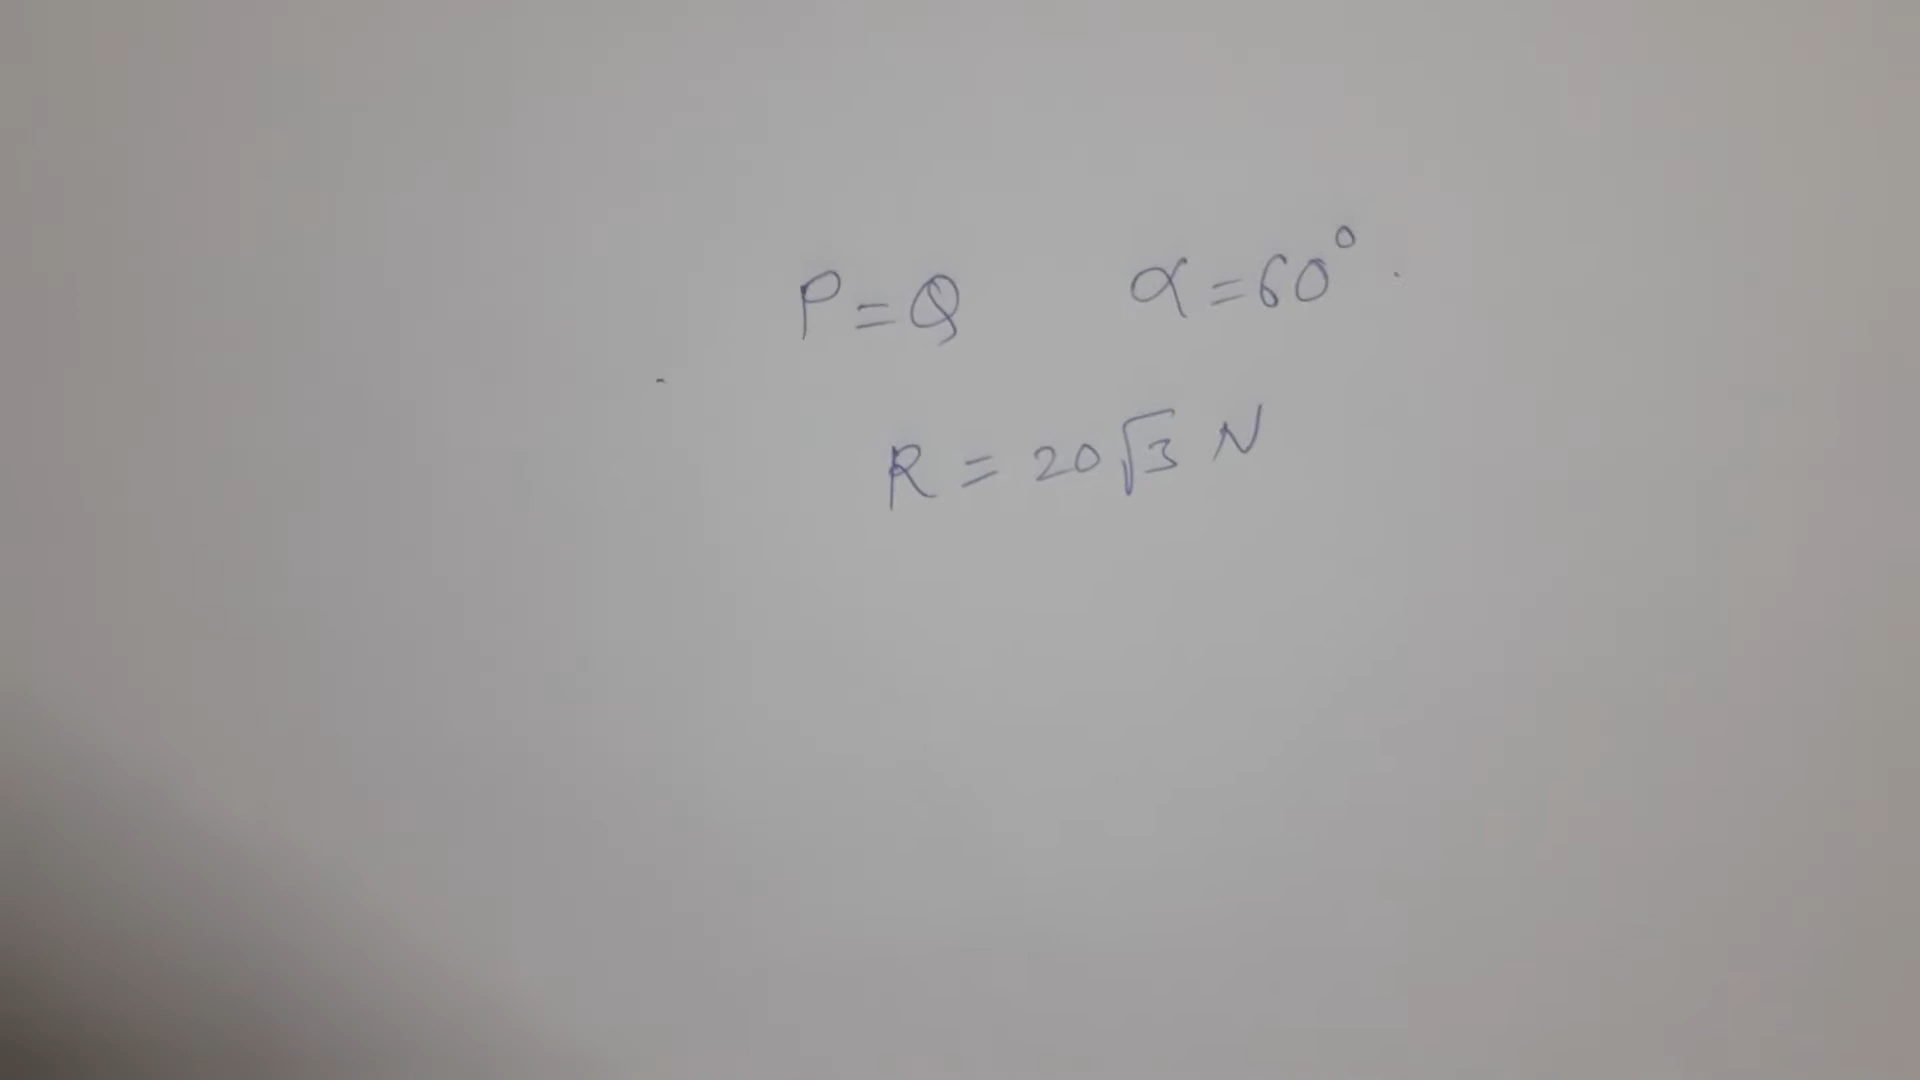 P = Q α = 60°.
R = 20√3 N